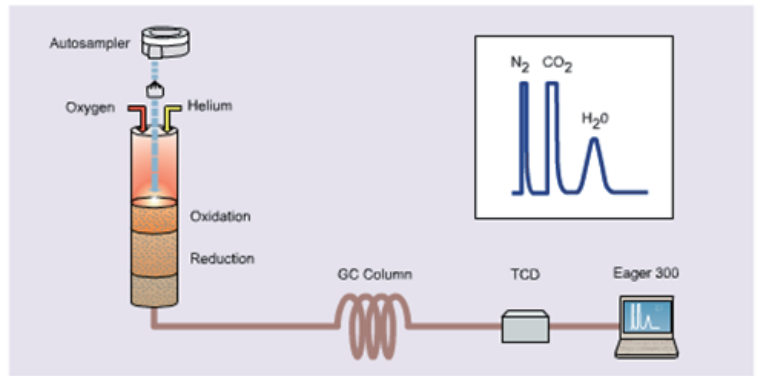 Autosampler
Oxygen
Helium
Oxidation
Reduction
GC Column
TCD
Eager 300
N2 CO2
H20